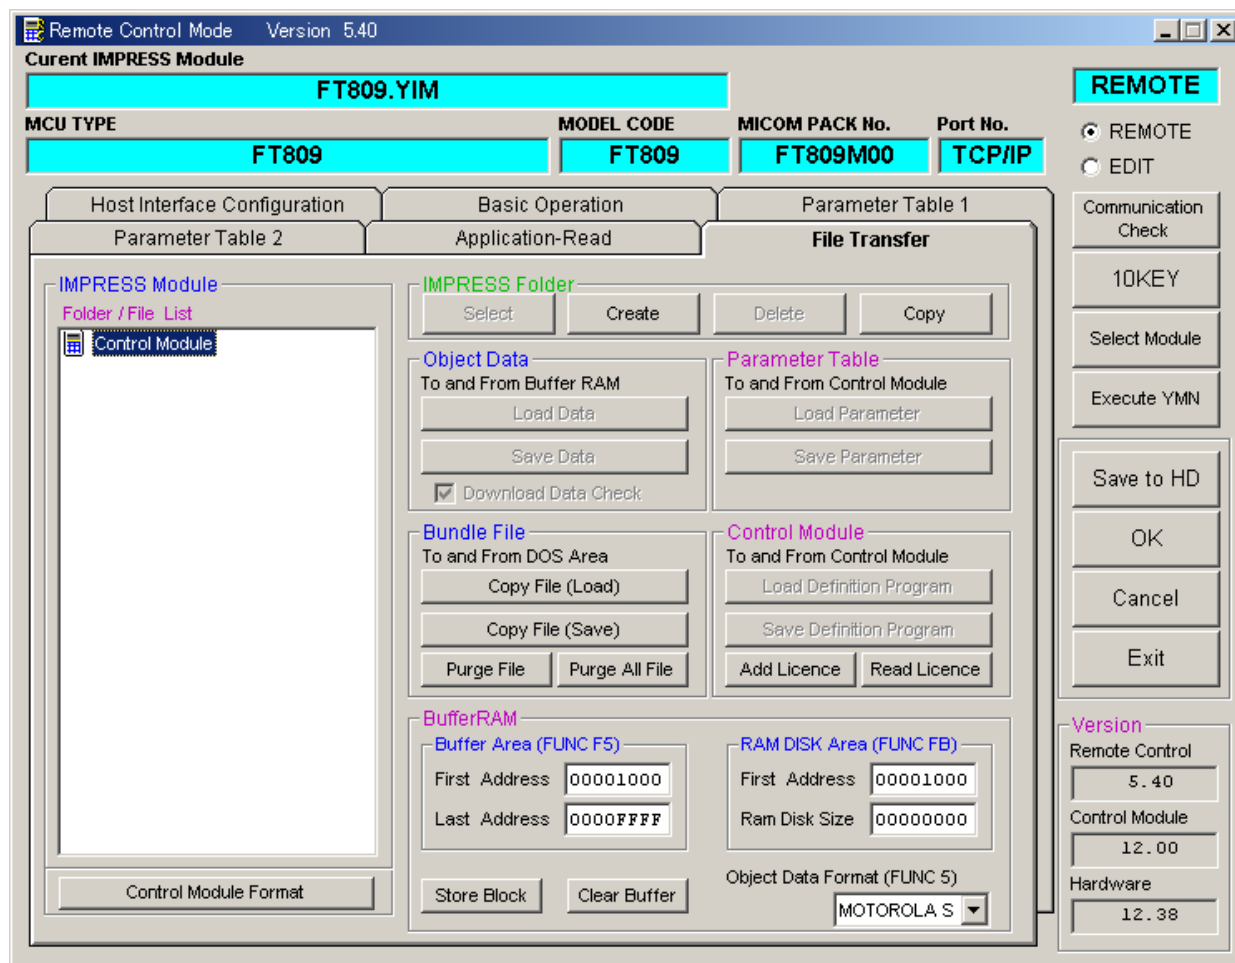 Remote Control Mode Version 5.40
Curent IMPRESS Module
FT809.YIM
REMOTE
MCU TYPE
MODEL CODE
MICOM PACK No.
Port No.
FT809
FT809
FT809M00
TCP/IP
REMOTE
EDIT
Host Interface Configuration
Basic Operation
Parameter Table 1
Parameter Table 2
Application-Read
File Transfer
IMPRESS Module
Folder / File List
Control Module
Control Module Format
IMPRESS Folder
Select
Create
Delete
Copy
Object Data
To and From Buffer RAM
Load Data
Save Data
Download Data Check
Parameter Table
To and From Control Module
Load Parameter
Save Parameter
Bundle File
To and From DOS Area
Copy File (Load)
Copy File (Save)
Purge File
Purge All File
Control Module
To and From Control Module
Load Definition Program
Save Definition Program
Add Licence
Read Licence
BufferRAM
Buffer Area (FUNC F5)
First Address 00001000
Last Address 0000FFFF
RAM DISK Area (FUNC FB)
First Address 00001000
Ram Disk Size 00000000
Store Block
Clear Buffer
Object Data Format (FUNC 5)
MOTOROLA S
Communication
Check
10KEY
Select Module
Execute YMN
Save to HD
OK
Cancel
Exit
Version
Remote Control
5.40
Control Module
12.00
Hardware
12.38